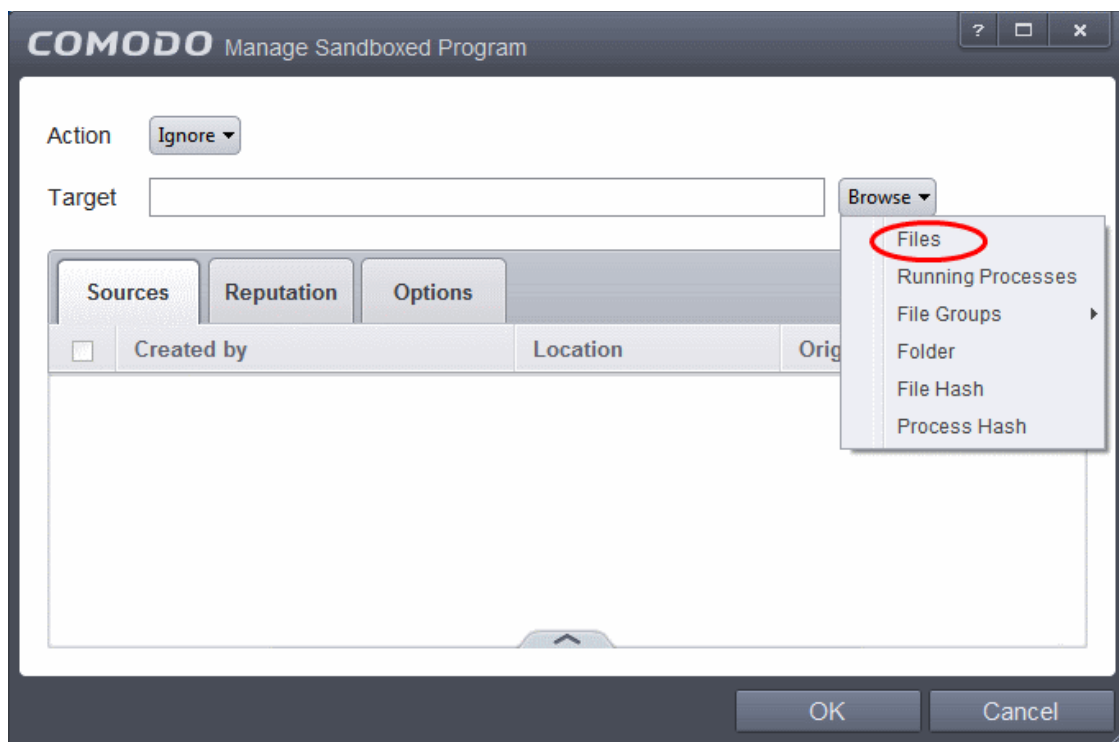 COMODO Manage Sandboxed Program
?
Action Ignore
Target Browse
Files
Running Processes
File Groups
Folder
File Hash
Process Hash
Sources Reputation Options
Created by Location Orig
OK Cancel